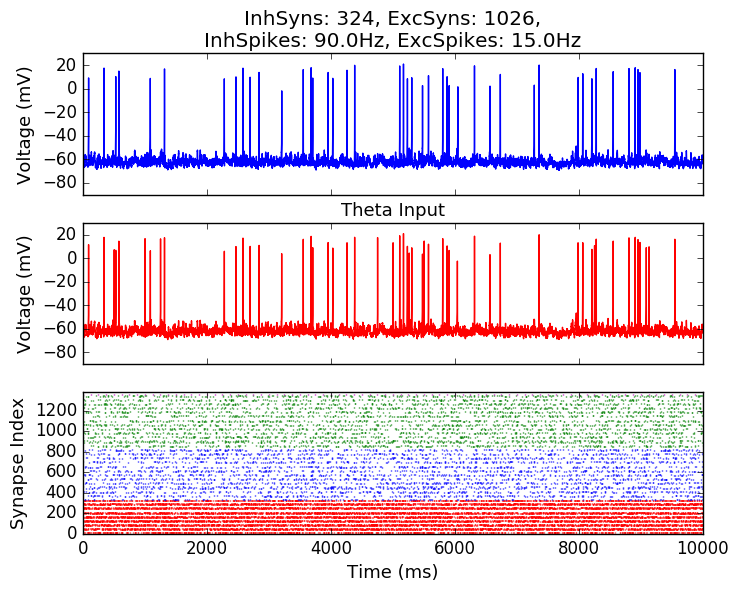 InhSyns: 324, ExcSyns: 1026,
InhSpikes: 90.0Hz, ExcSpikes: 15.0Hz
20
0
−20
−40
−60
−80
Voltage (mV)
Theta Input
20
0
−20
−40
−60
−80
Voltage (mV)
1200
1000
800
600
400
200
0
Synapse Index
0 2000 4000 6000 8000 10000
Time (ms)